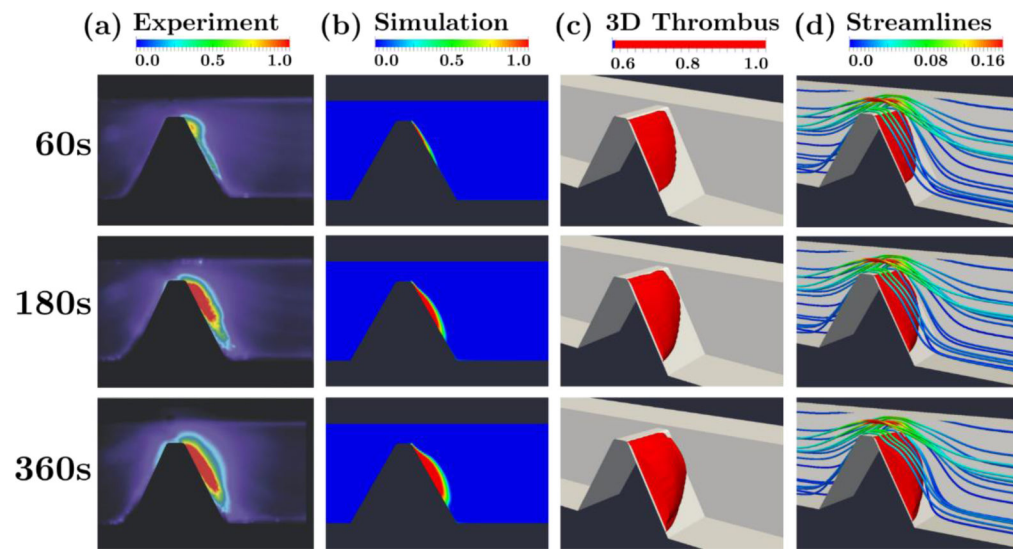 (a) Experiment (b) Simulation (c) 3D Thrombus (d) Streamlines
0.0 0.5 1.0 0.0 0.5 1.0 0.6 0.8 1.0 0.0 0.08 0.16
60s
180s
360s